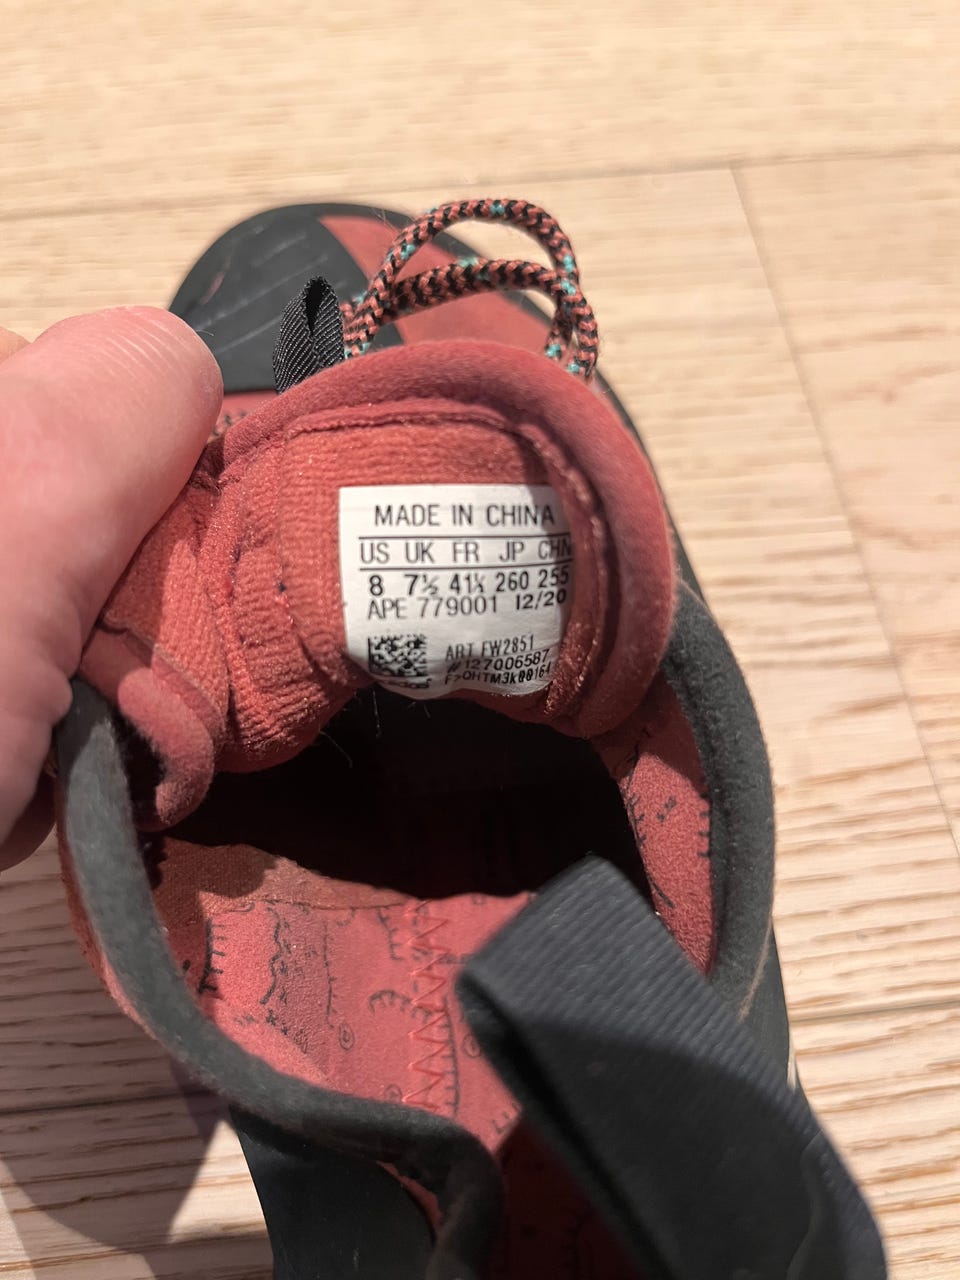 MADE IN CHINA
US UK FR JP CHN
8 7½ 41⅓ 260 255
APE 779001 12/20
ART FW2851
#127006587